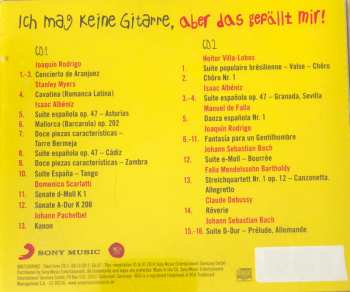 Ich mag keine Gitarre, aber das gefällt mir!
CD 1
Joaquín Rodrigo
1.-3. Concierto de Aranjuez
Stanley Myers
4. Cavatina (Romanca Latina)
Isaac Albéniz
5. Suite española op. 47 – Asturias
6. Mallorca (Barcarola) op. 202
7. Doce piezas características –
Torre Bermeja
8. Suite española op. 47 – Cádiz
9. Doce piezas características – Zambra
10. Suite España – Tango
Domenico Scarlatti
11. Sonate d-Moll K 1
12. Sonate A-Dur K 208
Johann Pachelbel
13. Kanon
CD 2
Heitor Villa-Lobos
1. Suite populaire brésilienne – Valse – Chôro
2. Chôro Nr. 1
Isaac Albéniz
3.-4. Suite española op. 47 – Granada, Sevilla
Manuel de Falla
5. Danza española Nr. 1
Joaquín Rodrigo
6.-11. Fantasía para un Gentilhombre
Johann Sebastian Bach
12. Suite e-Moll – Bourrée
Felix Mendelssohn Bartholdy
13. Streichquartett Nr. 1 op. 12 – Canzonetta.
Allegretto
Claude Debussy
14. Rêverie
Johann Sebastian Bach
15.-16. Suite D-Dur – Prélude, Allemande
SONY MUSIC